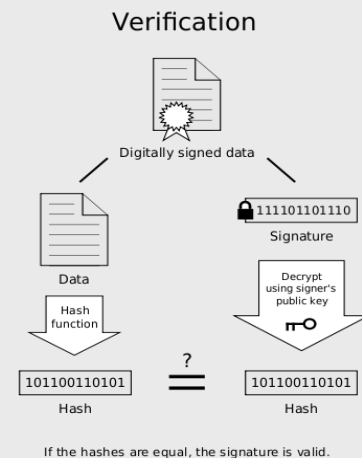 Verification
Digitally signed data
111101101110
Signature
Data
Decrypt
using signer's
public key
Hash
function
?
101100110101
101100110101
Hash
Hash
If the hashes are equal, the signature is valid.